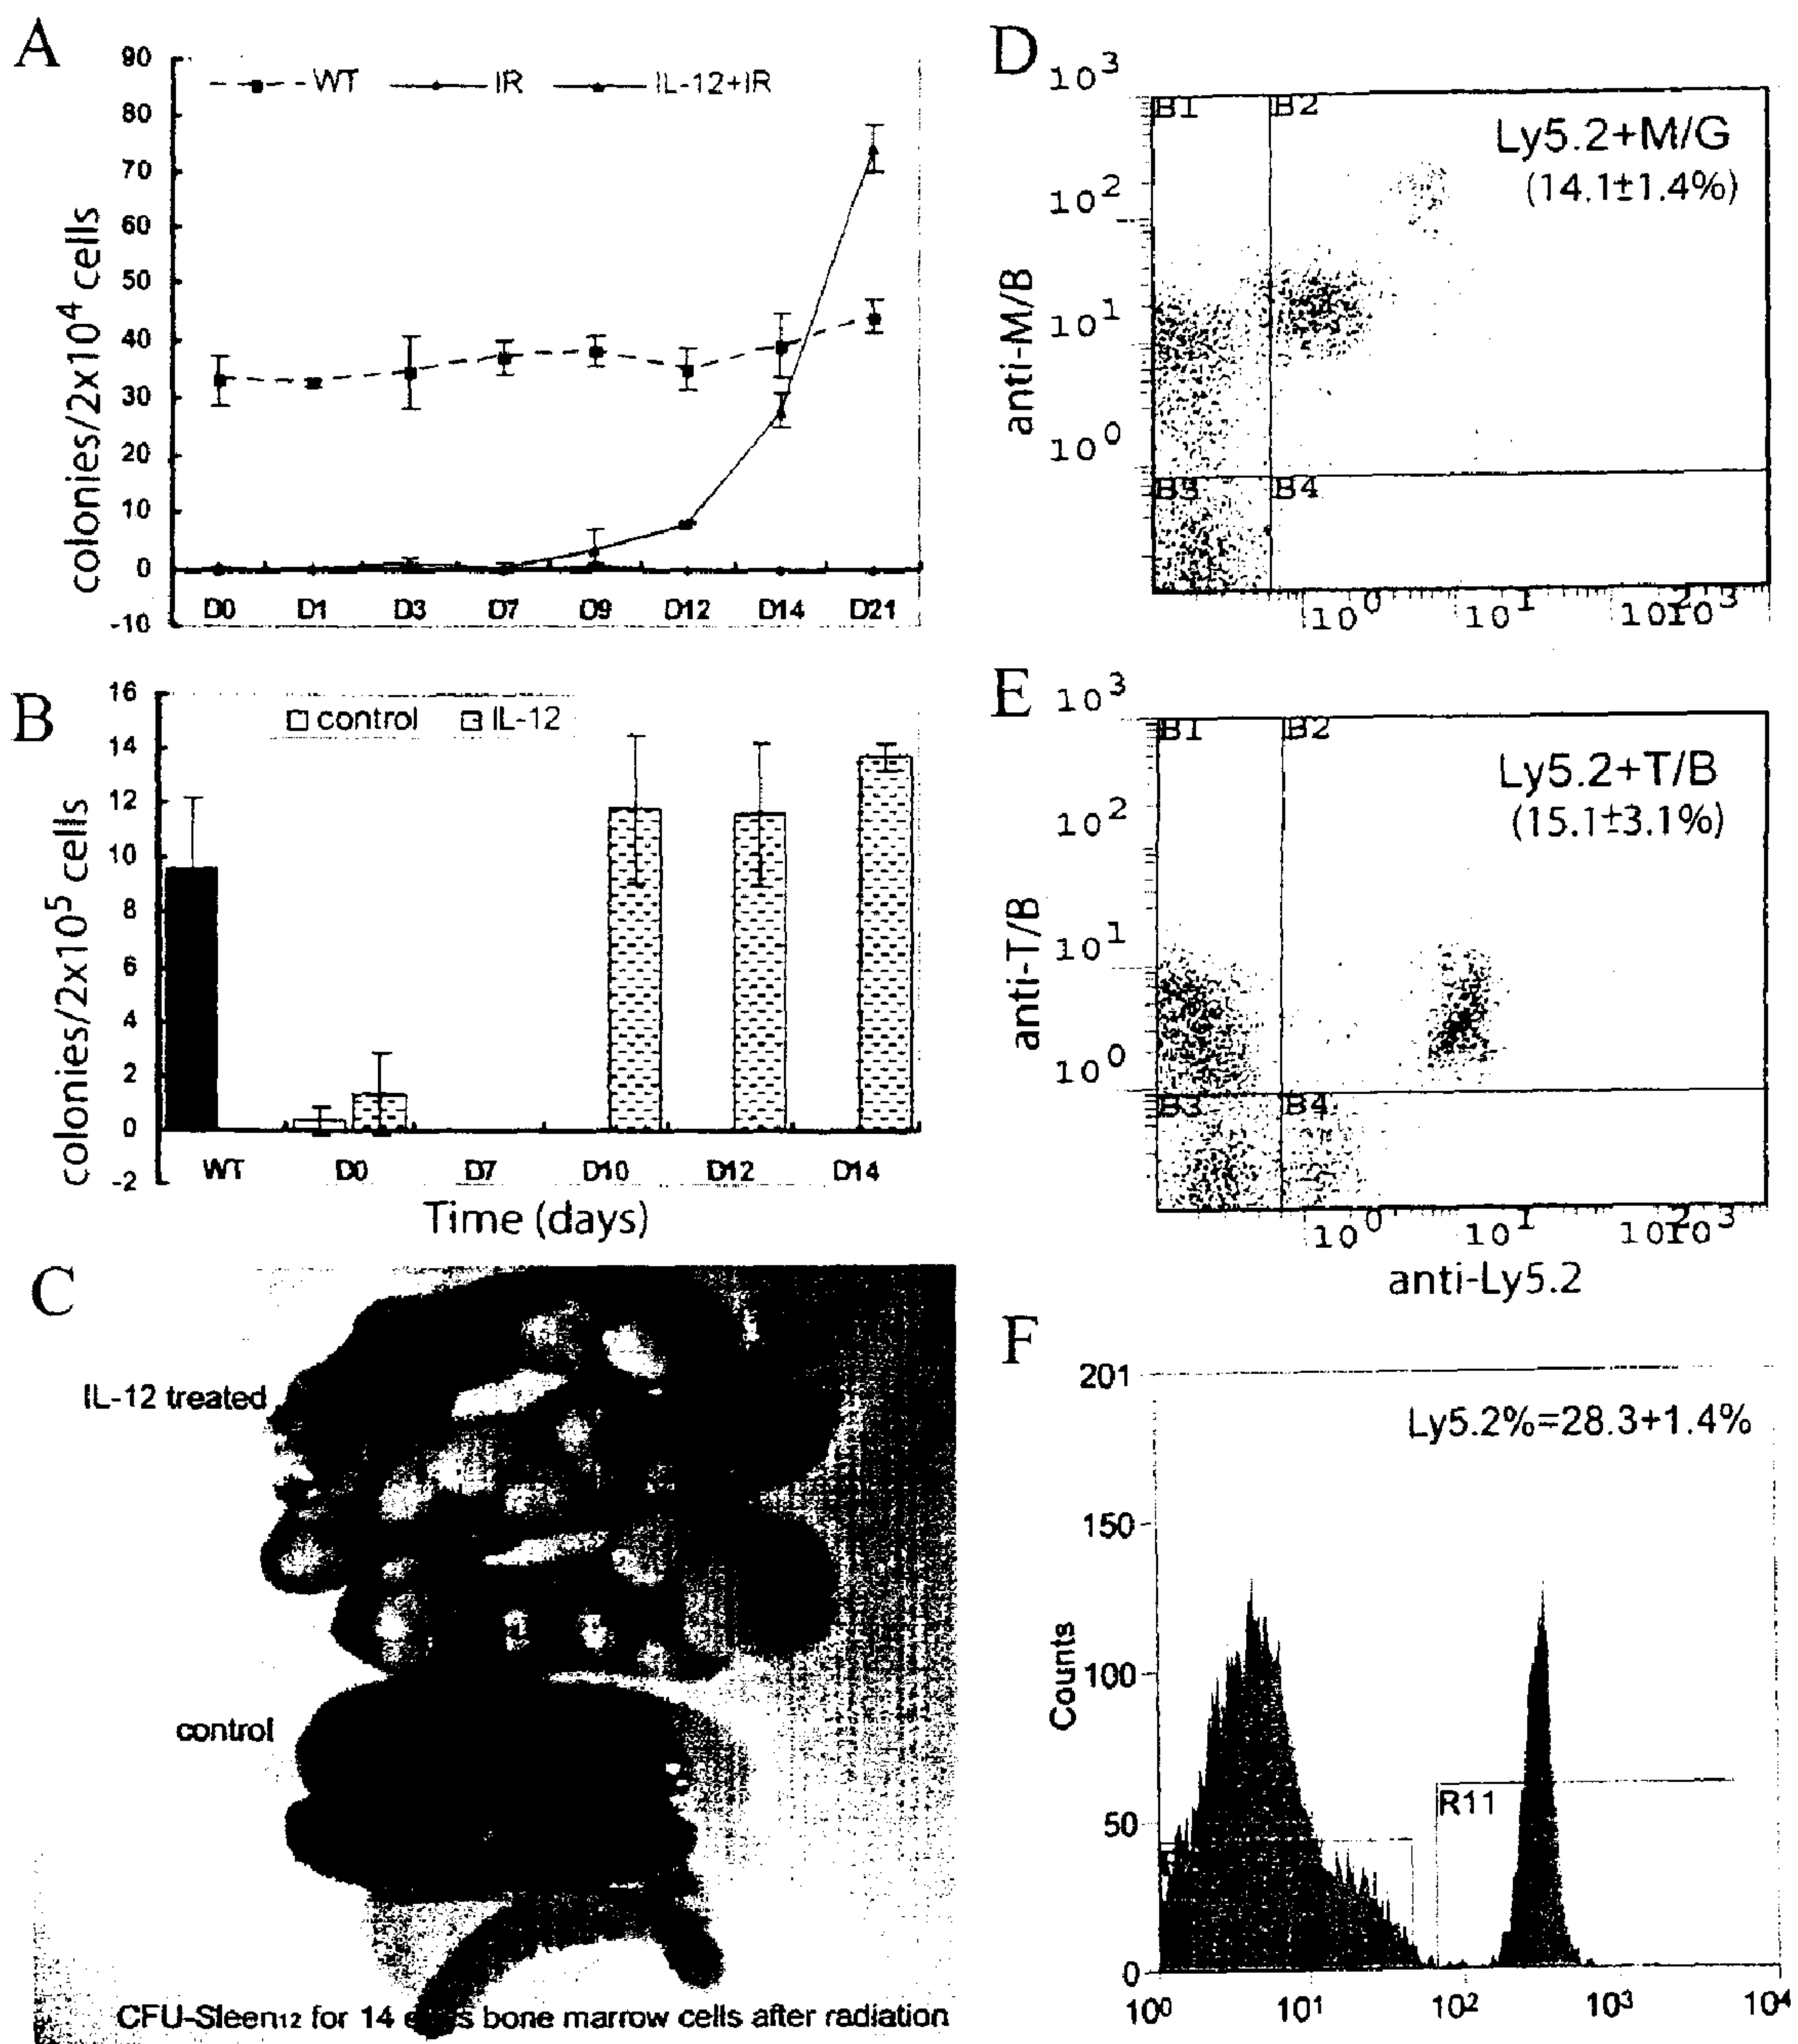 A
90
80
70
60
50
40
30
20
10
0
-10
colonies/2x10⁴ cells
WT IR IL-12+IR
D0 D1 D3 D7 D9 D12 D14 D21
B
16
14
12
10
8
6
4
2
0
-2
colonies/2x10⁵ cells
control IL-12
WT D0 D7 D10 D12 D14
Time (days)
C
IL-12 treated
control
CFU-Sleen12 for 14 days bone marrow cells after radiation
D
10³
10²
10¹
10⁰
anti-M/B
B1 B2
Ly5.2+M/G
(14.1±1.4%)
B3 B4
10⁰ 10¹ 10² 10³
E
10³
10²
10¹
10⁰
anti-T/B
B1 B2
Ly5.2+T/B
(15.1±3.1%)
B3 B4
10⁰ 10¹ 10² 10³
anti-Ly5.2
F
201
150
100
50
0
Counts
Ly5.2%=28.3+1.4%
R11
10⁰ 10¹ 10² 10³ 10⁴